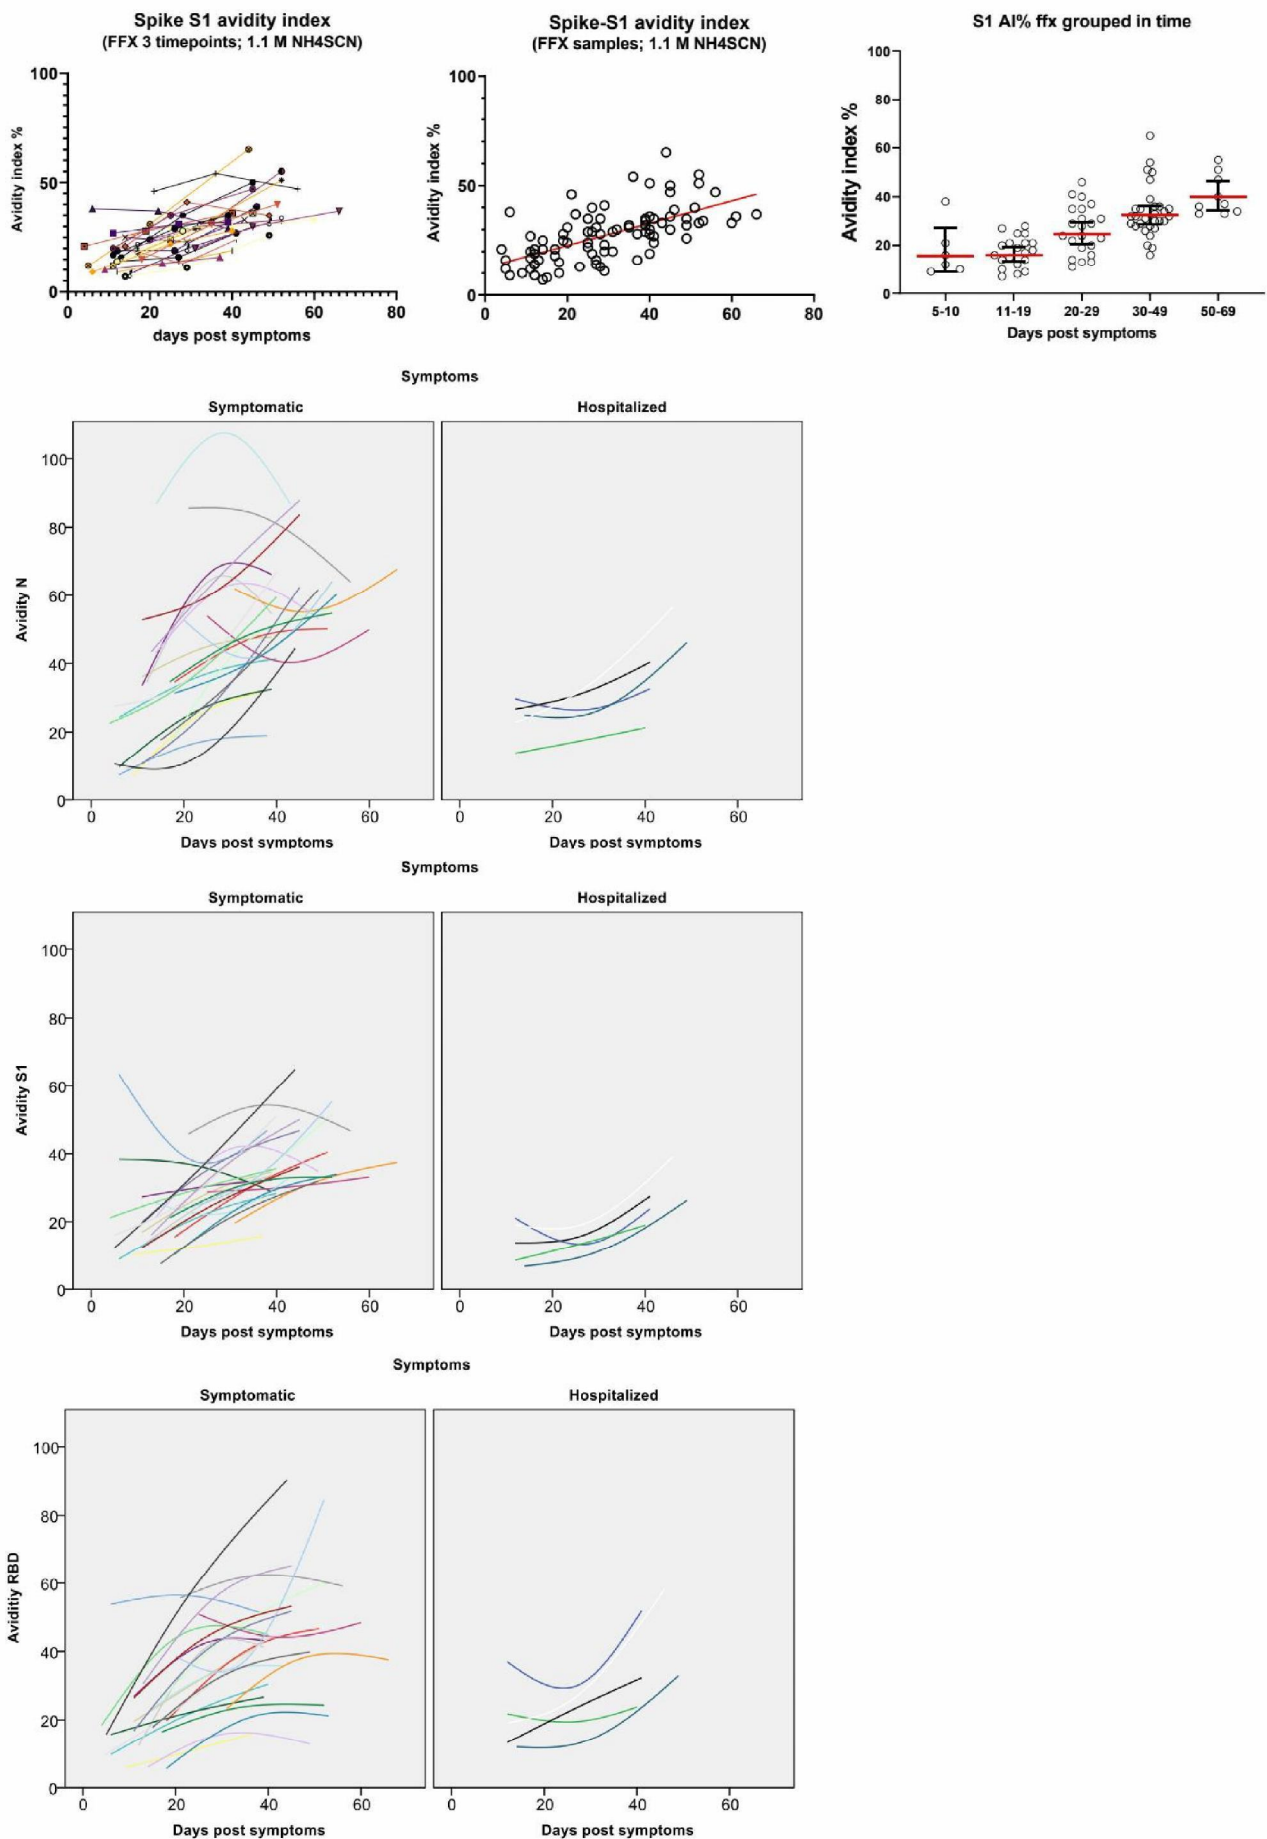 Spike S1 avidity index
(FFX 3 timepoints; 1.1 M NH4SCN)
Avidity index %
100
50
0
0 20 40 60 80
days post symptoms
Spike-S1 avidity index
(FFX samples; 1.1 M NH4SCN)
Avidity index %
100
50
0
0 20 40 60 80
S1 AI% ffx grouped in time
Avidity index %
100
80
60
40
20
0
5-10 11-19 20-29 30-49 50-69
Days post symptoms
Symptoms
Symptomatic Hospitalized
Avidity N
100
80
60
40
20
0
0 20 40 60 0 20 40 60
Days post symptoms Days post symptoms
Symptoms
Symptomatic Hospitalized
Avidity S1
100
80
60
40
20
0
0 20 40 60 0 20 40 60
Days post symptoms Days post symptoms
Symptoms
Symptomatic Hospitalized
Aviditiy RBD
100
80
60
40
20
0
0 20 40 60 0 20 40 60
Days post symptoms Days post symptoms